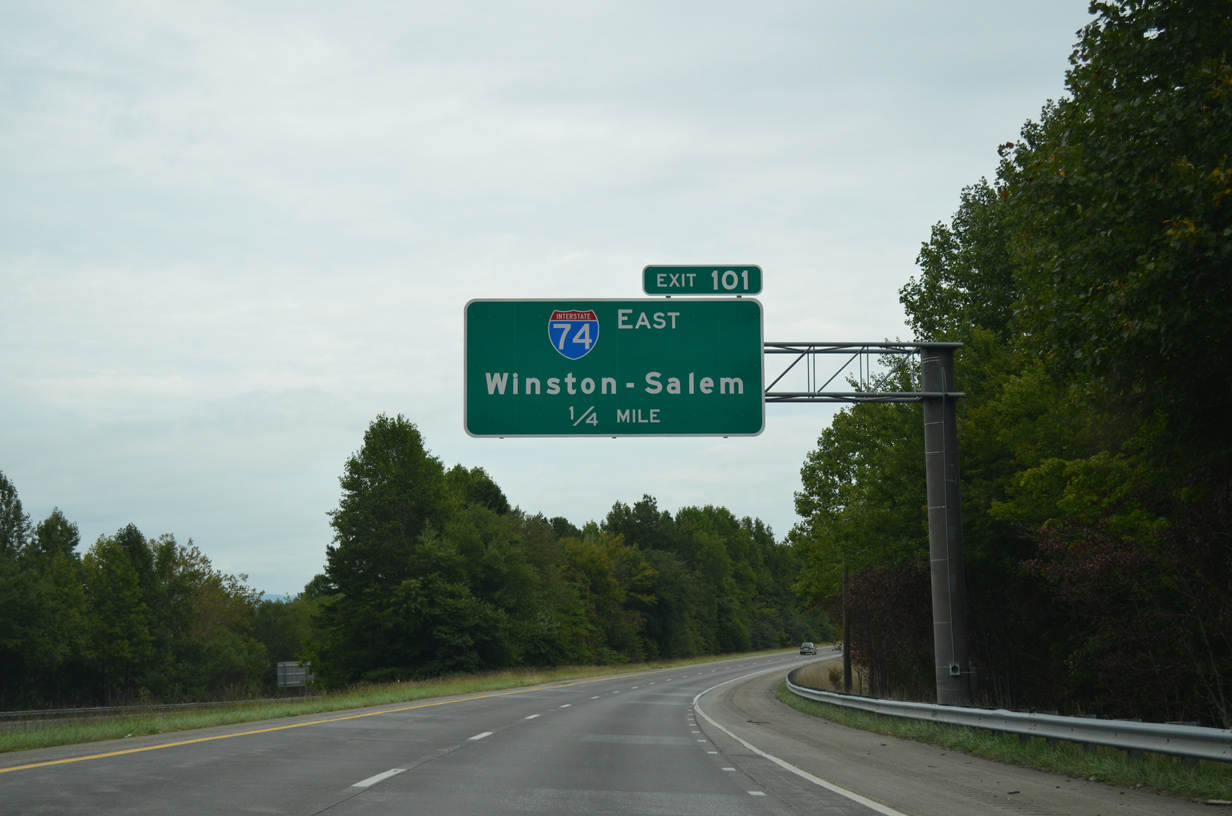 EXIT 101
INTERSTATE
74
EAST
Winston-Salem
1/4 MILE